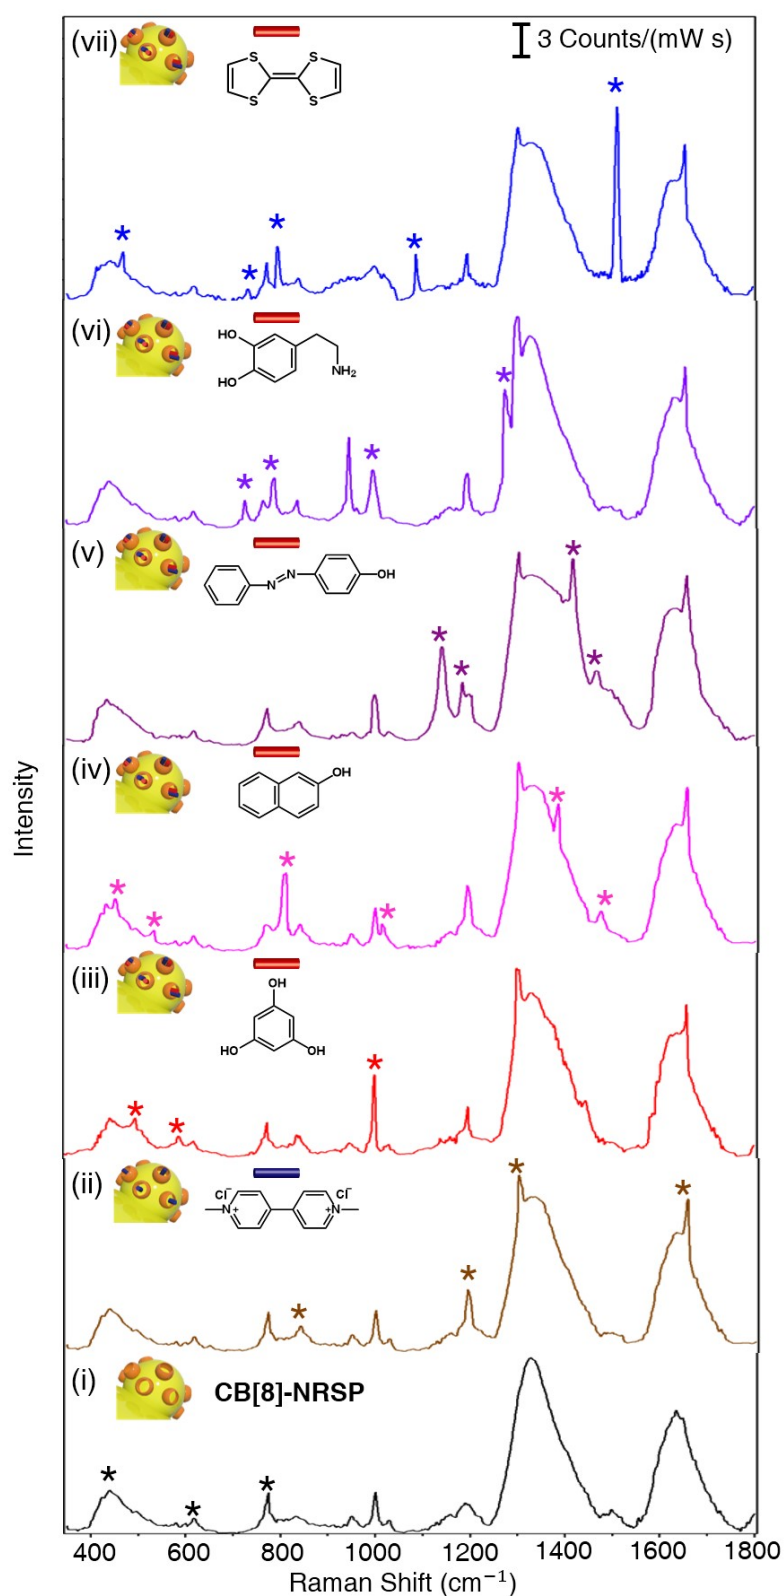 (vii)
3 Counts/(mW s)
S S
S S
*
* * * *
(vi)
HO
HO
NH₂
* * * *
(v)
N=N
OH
* * * *
(iv)
OH
* * * * * *
(iii)
OH
HO OH
* * *
(ii)
Cl⁻ Cl⁻
N⁺ ⁺N
* * * *
(i)
CB[8]-NRSP
* * *
Intensity
400 600 800 1000 1200 1400 1600 1800
Raman Shift (cm⁻¹)